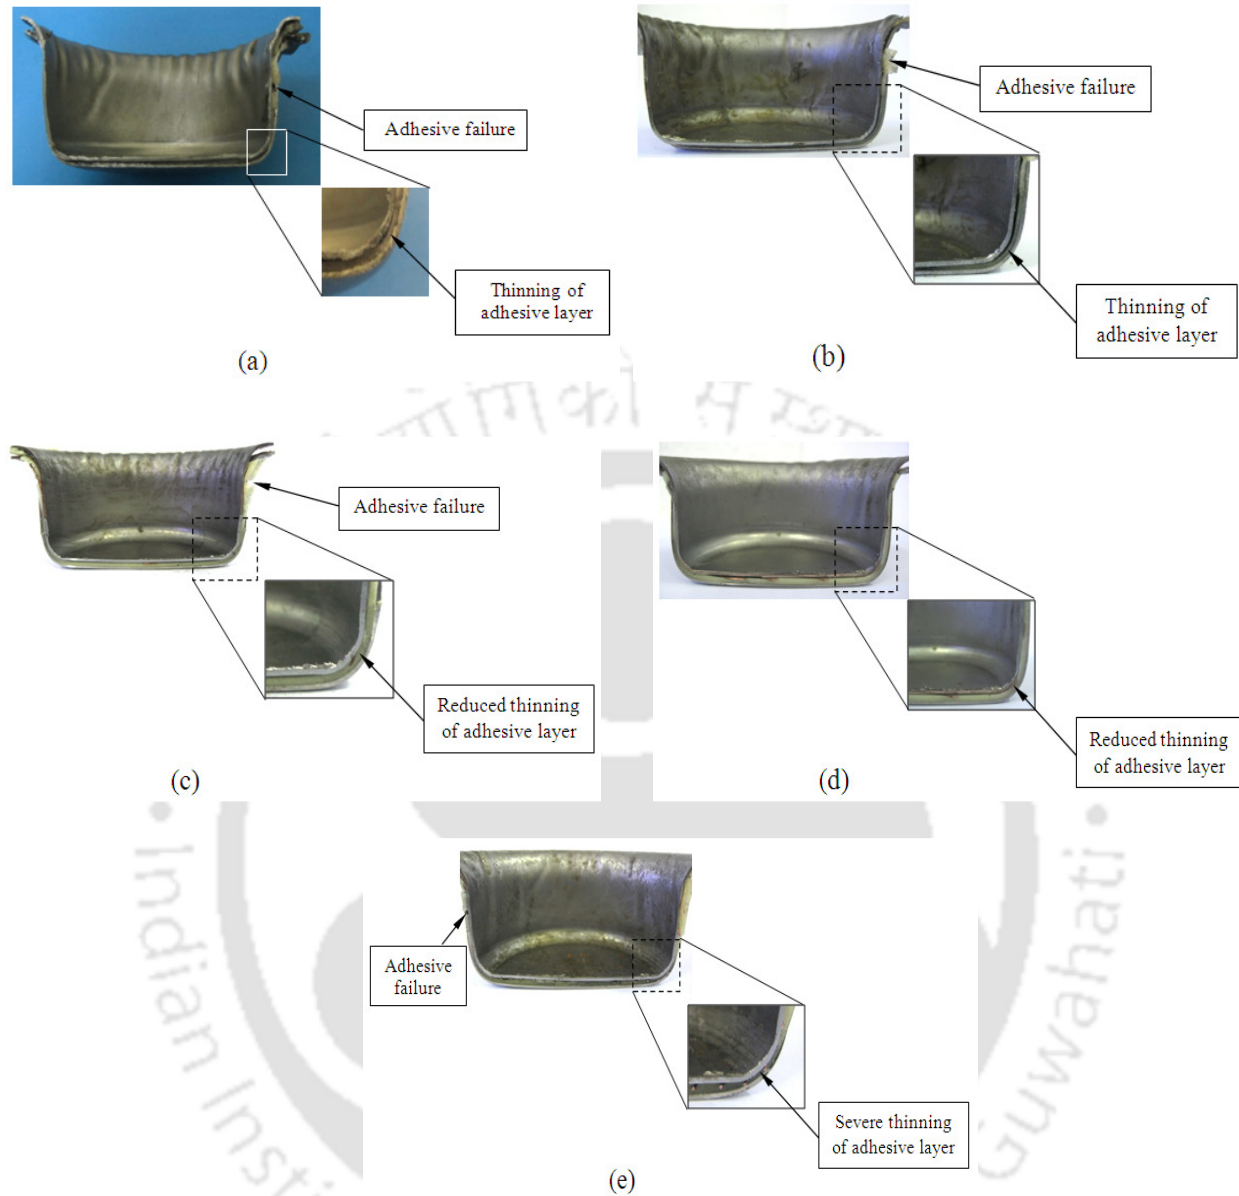 Adhesive failure
Thinning of
adhesive layer
(a)
Adhesive failure
Thinning of
adhesive layer
(b)
Adhesive failure
Reduced thinning
of adhesive layer
(c)
Reduced thinning
of adhesive layer
(d)
Adhesive
failure
Severe thinning
of adhesive layer
(e)
Indian Insti
Guwahati